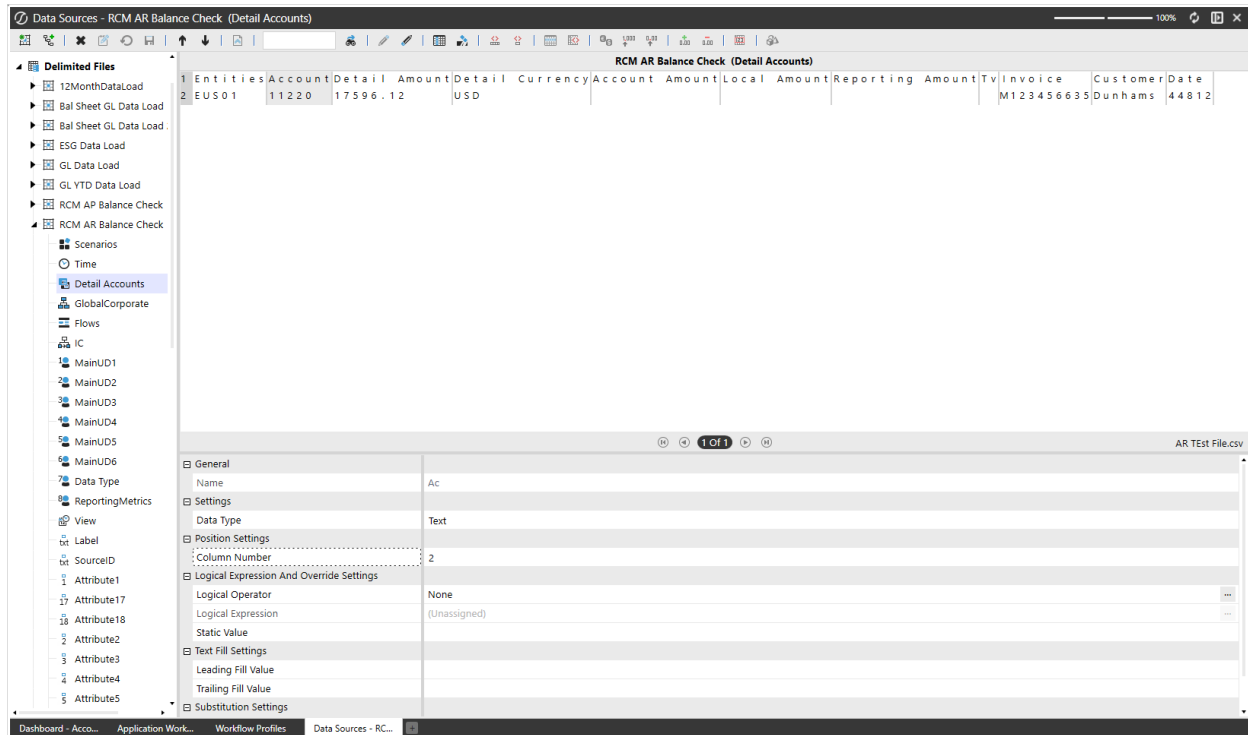 Data Sources - RCM AR Balance Check (Detail Accounts)
100%
Delimited Files
12MonthDataLoad
Bal Sheet GL Data Load
Bal Sheet GL Data Load
ESG Data Load
GL Data Load
GL YTD Data Load
RCM AP Balance Check
RCM AR Balance Check
Scenarios
Time
Detail Accounts
GlobalCorporate
Flows
IC
MainUD1
MainUD2
MainUD3
MainUD4
MainUD5
MainUD6
Data Type
ReportingMetrics
View
Label
SourceID
Attribute1
Attribute17
Attribute18
Attribute2
Attribute3
Attribute4
Attribute5
RCM AR Balance Check (Detail Accounts)
1 Entities Account Detail Amount Detail Currency Account Amount Local Amount Reporting Amount Tv Invoice Customer Date
2 EUS01 11220 17596.12 USD M123456635 Dunhams 44812
1 Of 1
AR TEst File.csv
General
Name Ac
Settings
Data Type Text
Position Settings
Column Number 2
Logical Expression And Override Settings
Logical Operator None ...
Logical Expression (Unassigned) ...
Static Value
Text Fill Settings
Leading Fill Value
Trailing Fill Value
Substitution Settings
Dashboard - Acco... Application Work... Workflow Profiles Data Sources - RC...